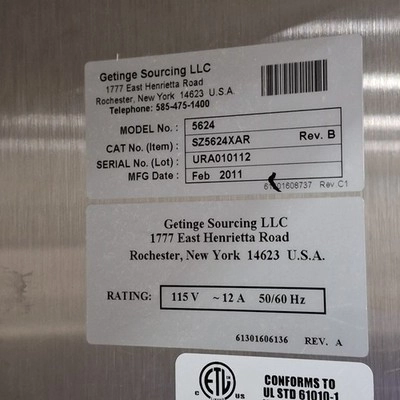 Getinge Sourcing LLC
1777 East Henrietta Road
Rochester, New York 14623 U.S.A.
Telephone: 585-475-1400
MODEL No.: 5624
CAT No. (Item): SZ5624XAR Rev. B
SERIAL No. (Lot): URA010112
MFG Date: Feb 2011
61301608737 Rev.C1
Getinge Sourcing LLC
1777 East Henrietta Road
Rochester, New York 14623 U.S.A.
RATING: 115 V ~ 12 A 50/60 Hz
61301606136 REV. A
ETL
C US
CONFORMS TO
UL STD 61010-1